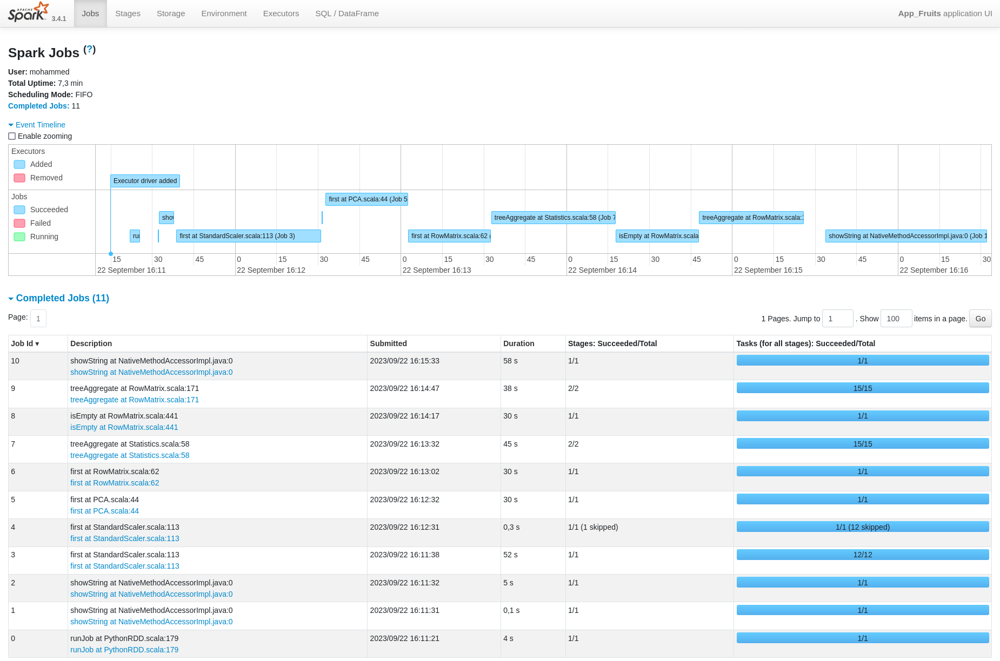 APACHE
Spark 3.4.1 Jobs Stages Storage Environment Executors SQL / DataFrame App_Fruits application UI
Spark Jobs (?)
User: mohammed
Total Uptime: 7,3 min
Scheduling Mode: FIFO
Completed Jobs: 11
Event Timeline
Enable zooming
Executors
Added
Removed
Executor driver added
Jobs
Succeeded
Failed
Running
first at PCA.scala:44 (Job 5
show
treeAggregate at Statistics.scala:58 (Job 7
treeAggregate at RowMatrix.scala:1
run
first at StandardScaler.scala:113 (Job 3)
first at RowMatrix.scala:62 (
isEmpty at RowMatrix.scala
showString at NativeMethodAccessorImpl.java:0 (Job 1
15 30 45 0 15 30 45 0 15 30 45 0 15 30 45 0 15 30 45 0 15 30
22 September 16:11 22 September 16:12 22 September 16:13 22 September 16:14 22 September 16:15 22 September 16:16
Completed Jobs (11)
Page: 1 1 Pages. Jump to 1 . Show 100 items in a page. Go
Job Id ▾ Description Submitted Duration Stages: Succeeded/Total Tasks (for all stages): Succeeded/Total
10 showString at NativeMethodAccessorImpl.java:0 2023/09/22 16:15:33 58 s 1/1 1/1
showString at NativeMethodAccessorImpl.java:0
9 treeAggregate at RowMatrix.scala:171 2023/09/22 16:14:47 38 s 2/2 15/15
treeAggregate at RowMatrix.scala:171
8 isEmpty at RowMatrix.scala:441 2023/09/22 16:14:17 30 s 1/1 1/1
isEmpty at RowMatrix.scala:441
7 treeAggregate at Statistics.scala:58 2023/09/22 16:13:32 45 s 2/2 15/15
treeAggregate at Statistics.scala:58
6 first at RowMatrix.scala:62 2023/09/22 16:13:02 30 s 1/1 1/1
first at RowMatrix.scala:62
5 first at PCA.scala:44 2023/09/22 16:12:32 30 s 1/1 1/1
first at PCA.scala:44
4 first at StandardScaler.scala:113 2023/09/22 16:12:31 0,3 s 1/1 (1 skipped) 1/1 (12 skipped)
first at StandardScaler.scala:113
3 first at StandardScaler.scala:113 2023/09/22 16:11:38 52 s 1/1 12/12
first at StandardScaler.scala:113
2 showString at NativeMethodAccessorImpl.java:0 2023/09/22 16:11:32 5 s 1/1 1/1
showString at NativeMethodAccessorImpl.java:0
1 showString at NativeMethodAccessorImpl.java:0 2023/09/22 16:11:31 0,1 s 1/1 1/1
showString at NativeMethodAccessorImpl.java:0
0 runJob at PythonRDD.scala:179 2023/09/22 16:11:21 4 s 1/1 1/1
runJob at PythonRDD.scala:179